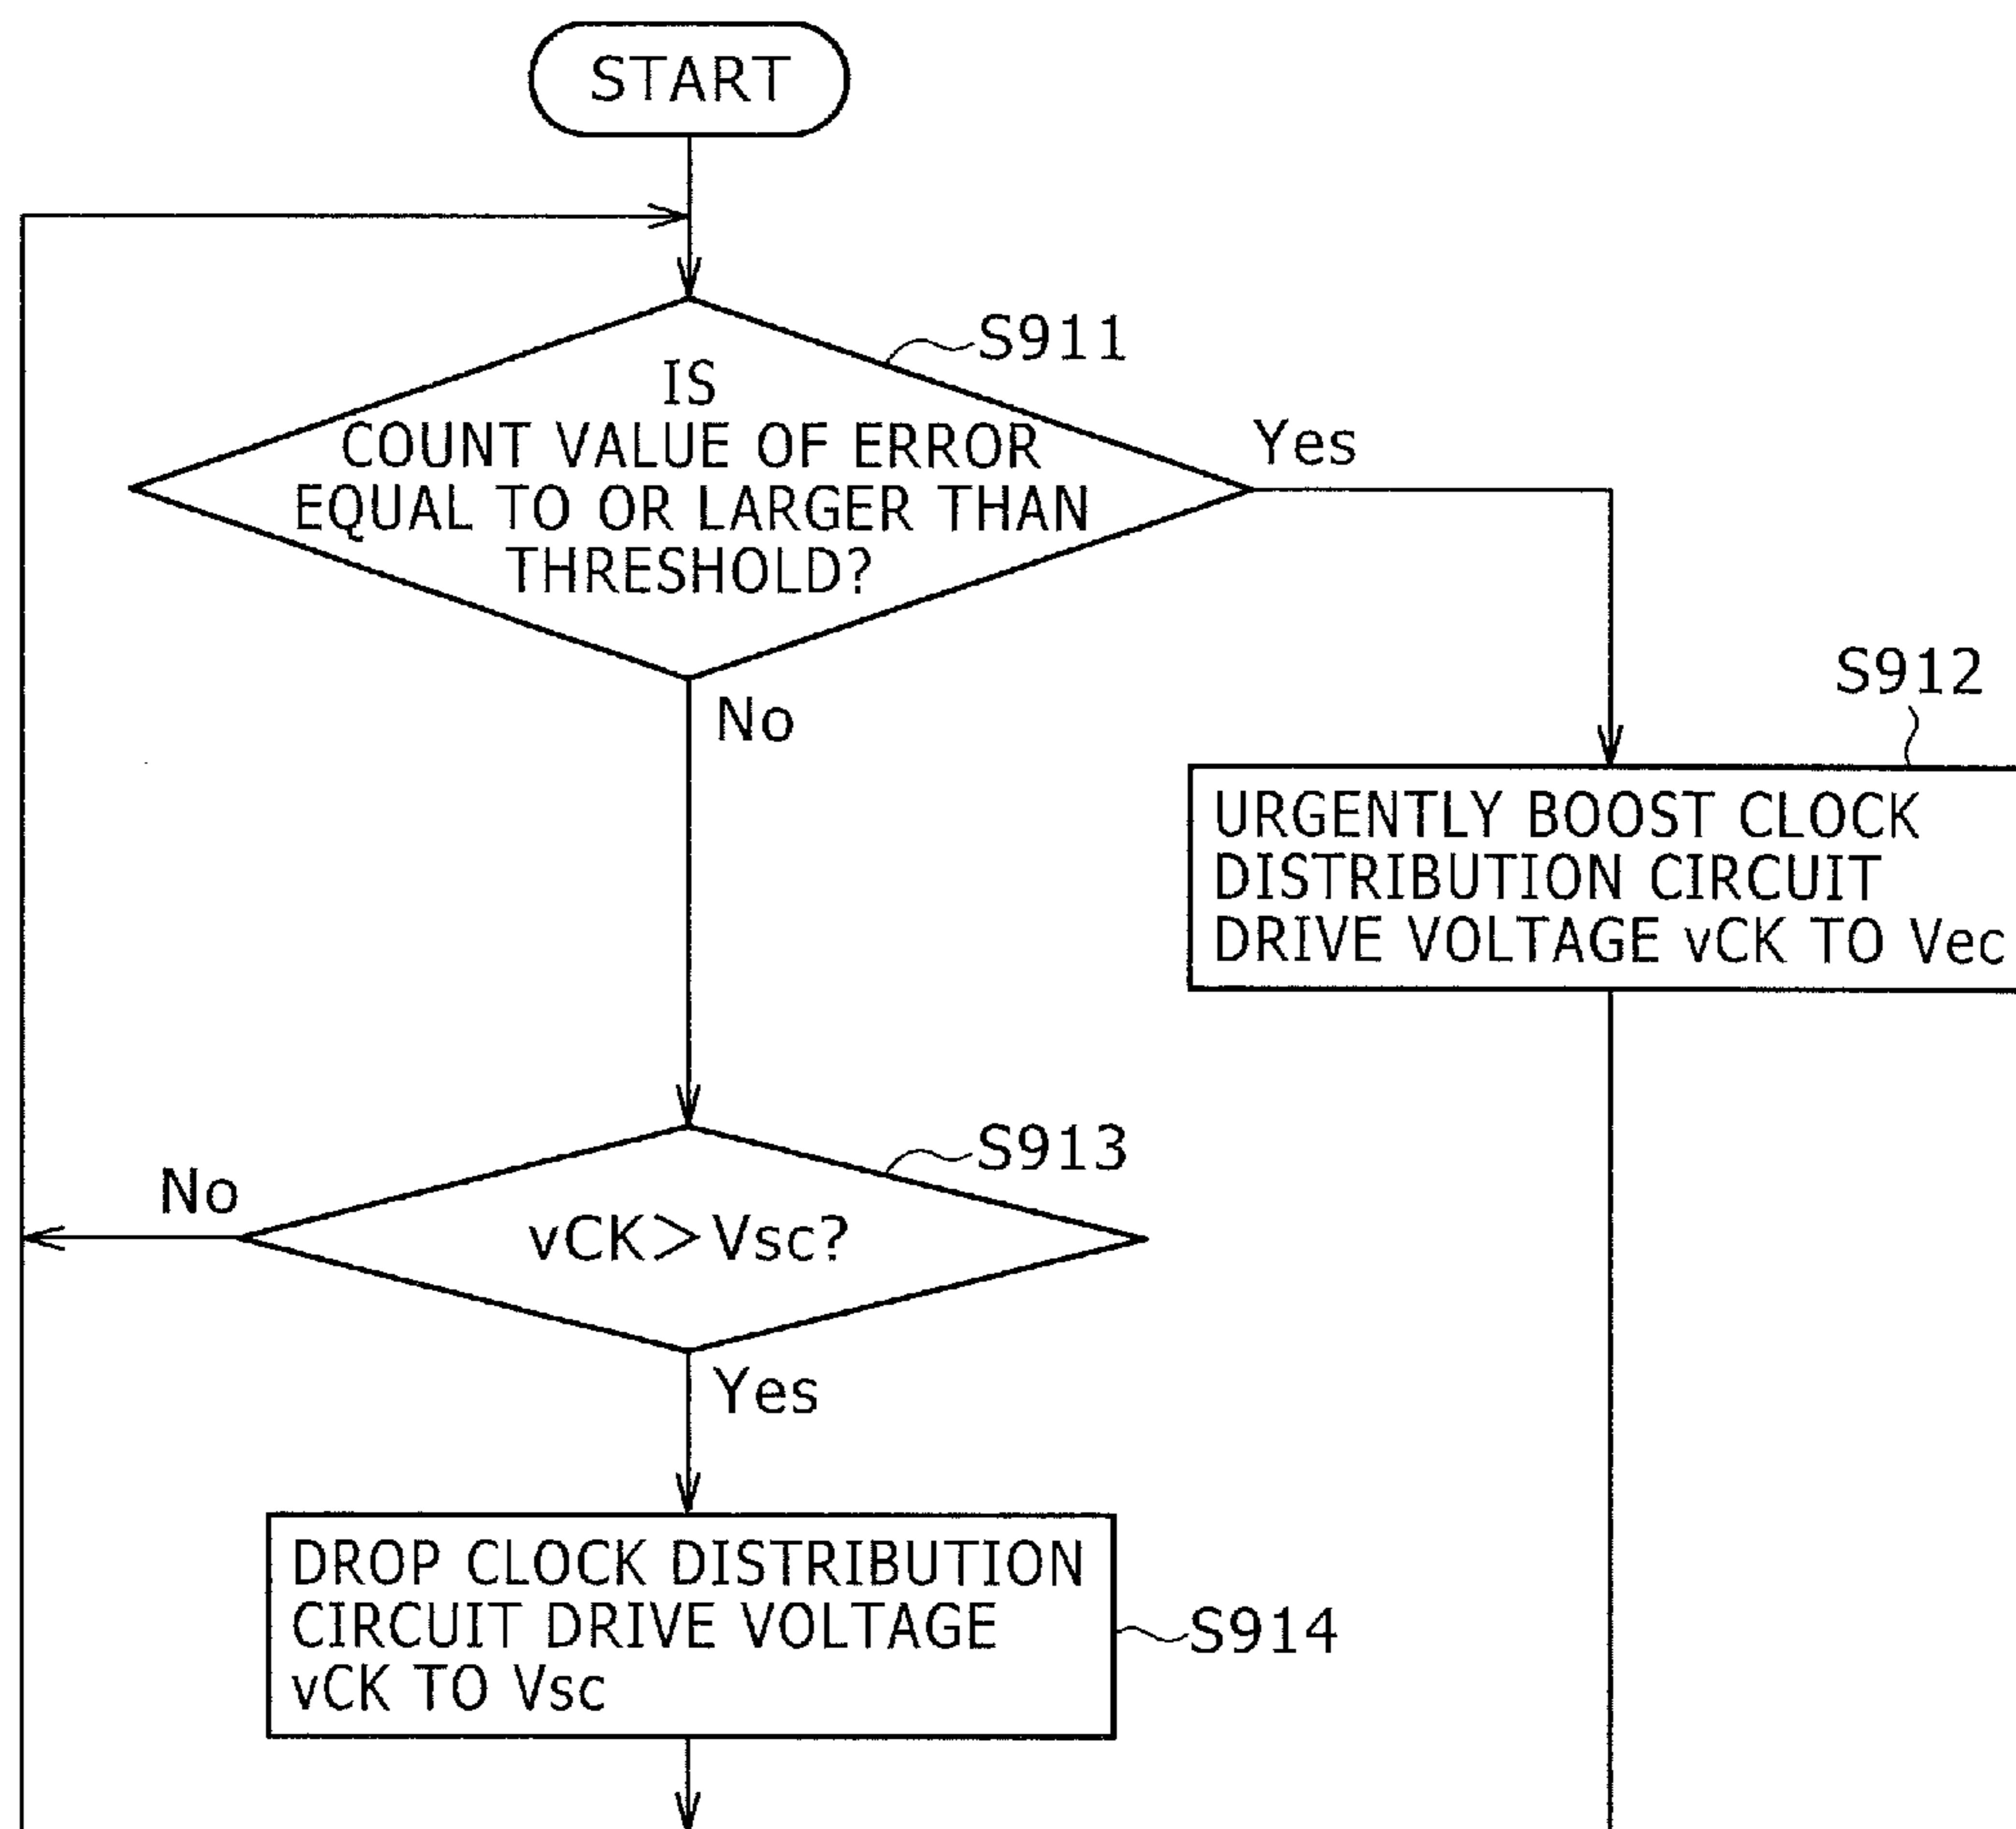 START
S911
IS
COUNT VALUE OF ERROR
EQUAL TO OR LARGER THAN
THRESHOLD?
Yes
No
S912
URGENTLY BOOST CLOCK
DISTRIBUTION CIRCUIT
DRIVE VOLTAGE vCK TO Vec
S913
No
vCK>Vsc?
Yes
DROP CLOCK DISTRIBUTION
CIRCUIT DRIVE VOLTAGE
vCK TO Vsc
S914